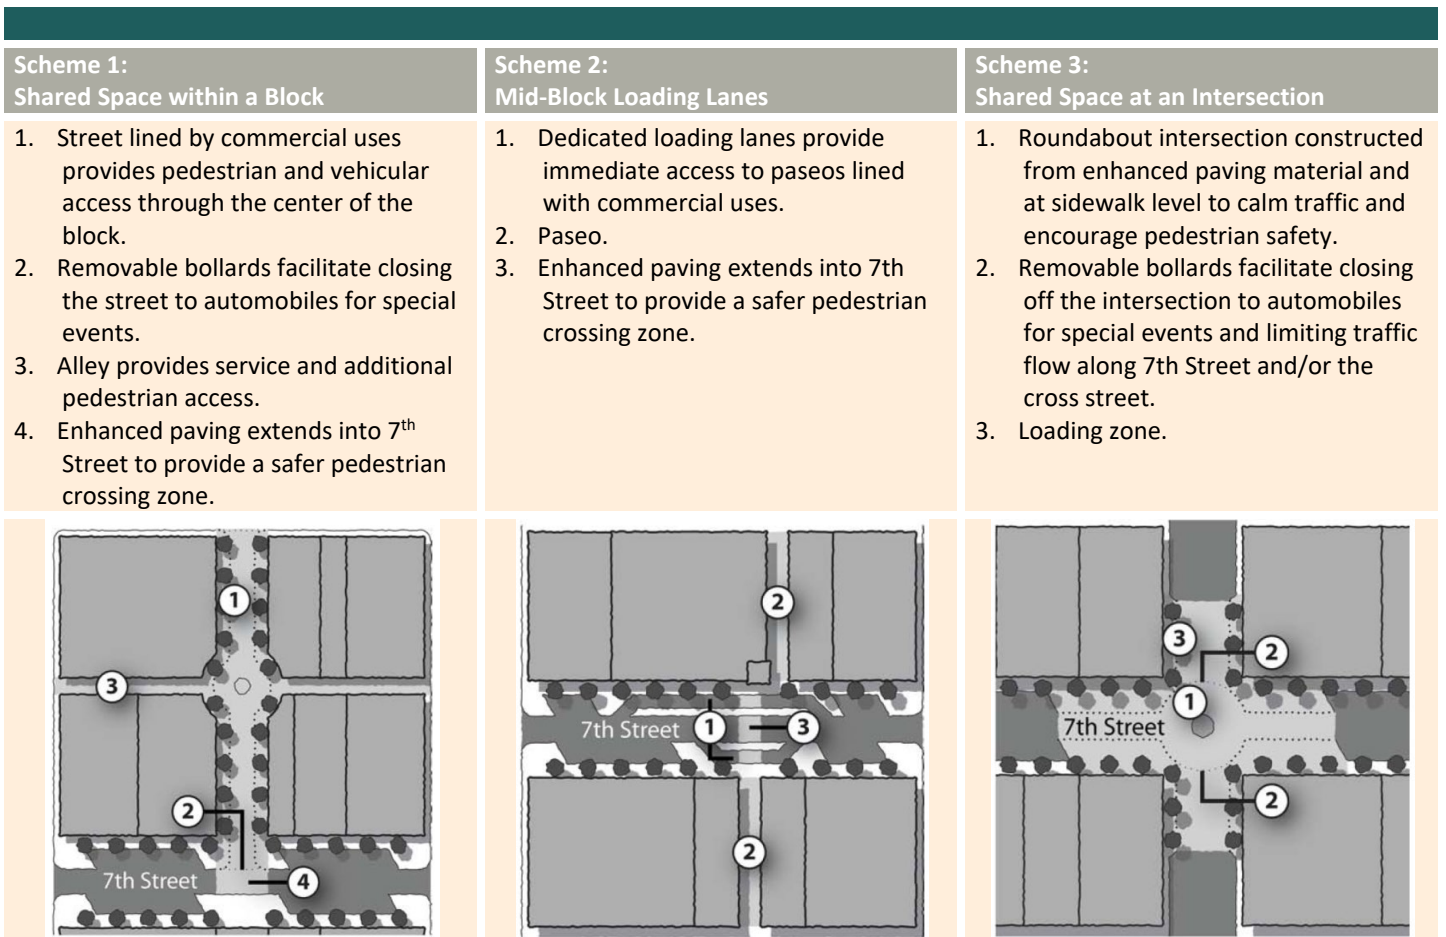 Scheme 1:
Shared Space within a Block
1. Street lined by commercial uses
provides pedestrian and vehicular
access through the center of the
block.
2. Removable bollards facilitate closing
the street to automobiles for special
events.
3. Alley provides service and additional
pedestrian access.
4. Enhanced paving extends into 7th
Street to provide a safer pedestrian
crossing zone.
Scheme 2:
Mid-Block Loading Lanes
1. Dedicated loading lanes provide
immediate access to paseos lined
with commercial uses.
2. Paseo.
3. Enhanced paving extends into 7th
Street to provide a safer pedestrian
crossing zone.
Scheme 3:
Shared Space at an Intersection
1. Roundabout intersection constructed
from enhanced paving material and
at sidewalk level to calm traffic and
encourage pedestrian safety.
2. Removable bollards facilitate closing
off the intersection to automobiles
for special events and limiting traffic
flow along 7th Street and/or the
cross street.
3. Loading zone.
1
3
2
7th Street
4
2
7th Street
1
3
2
3
2
1
7th Street
2